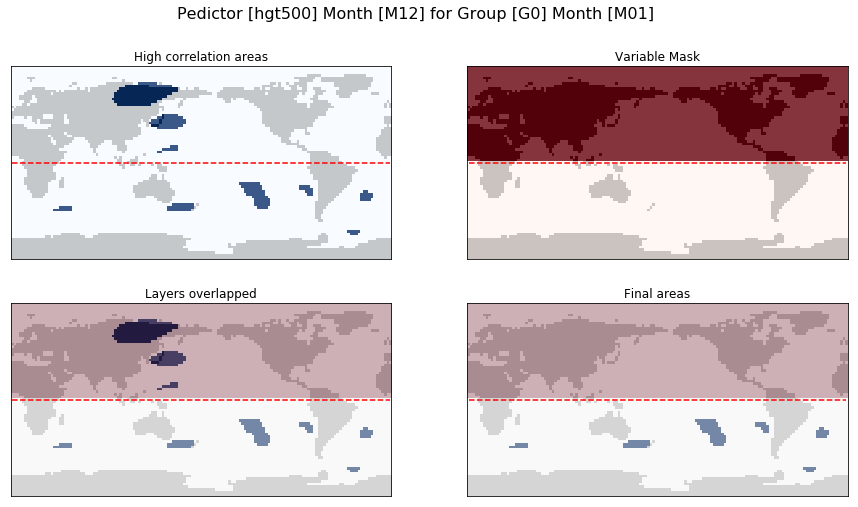 Pedictor [hgt500] Month [M12] for Group [G0] Month [M01]
High correlation areas
Variable Mask
Layers overlapped
Final areas